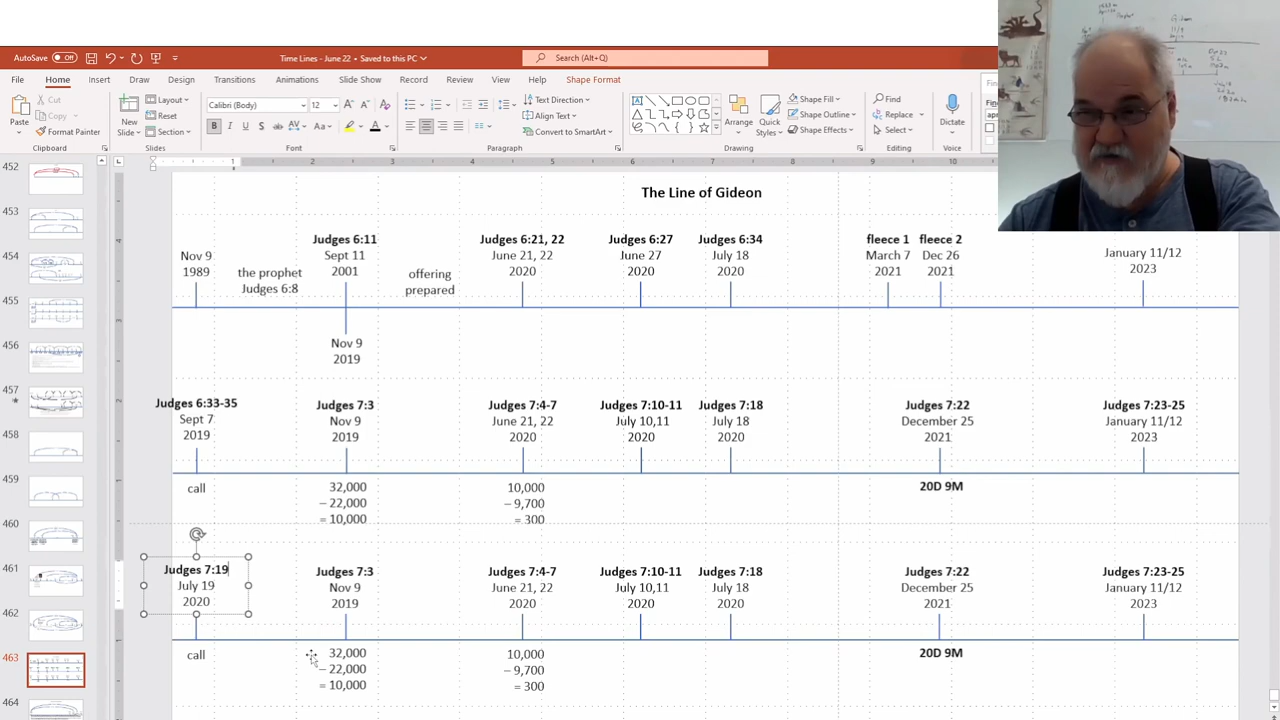 AutoSave Off
Time Lines - June 22 • Saved to this PC
Search (Alt+Q)
File Home Insert Draw Design Transitions Animations Slide Show Record Review View Help Shape Format
Paste
Cut
Copy
Format Painter
Clipboard
New
Slide
Layout
Reset
Section
Slides
Calibri (Body) 12
Font
Text Direction
Align Text
Convert to SmartArt
Paragraph
Arrange
Quick
Styles
Shape Fill
Shape Outline
Shape Effects
Drawing
Find
Replace
Select
Editing
Dictate
Voice
452
453
454
455
456
457
458
459
460
461
462
463
464
The Line of Gideon
Nov 9
1989
the prophet
Judges 6:8
Judges 6:11
Sept 11
2001
offering
prepared
Judges 6:21, 22
June 21, 22
2020
Judges 6:27
June 27
2020
Judges 6:34
July 18
2020
fleece 1
March 7
2021
fleece 2
Dec 26
2021
January 11/12
2023
Nov 9
2019
Judges 6:33-35
Sept 7
2019
Judges 7:3
Nov 9
2019
Judges 7:4-7
June 21, 22
2020
Judges 7:10-11
July 10,11
2020
Judges 7:18
July 18
2020
Judges 7:22
December 25
2021
Judges 7:23-25
January 11/12
2023
call
32,000
– 22,000
= 10,000
10,000
– 9,700
= 300
20D 9M
Judges 7:19
July 19
2020
Judges 7:3
Nov 9
2019
Judges 7:4-7
June 21, 22
2020
Judges 7:10-11
July 10,11
2020
Judges 7:18
July 18
2020
Judges 7:22
December 25
2021
Judges 7:23-25
January 11/12
2023
call
32,000
– 22,000
= 10,000
10,000
– 9,700
= 300
20D 9M